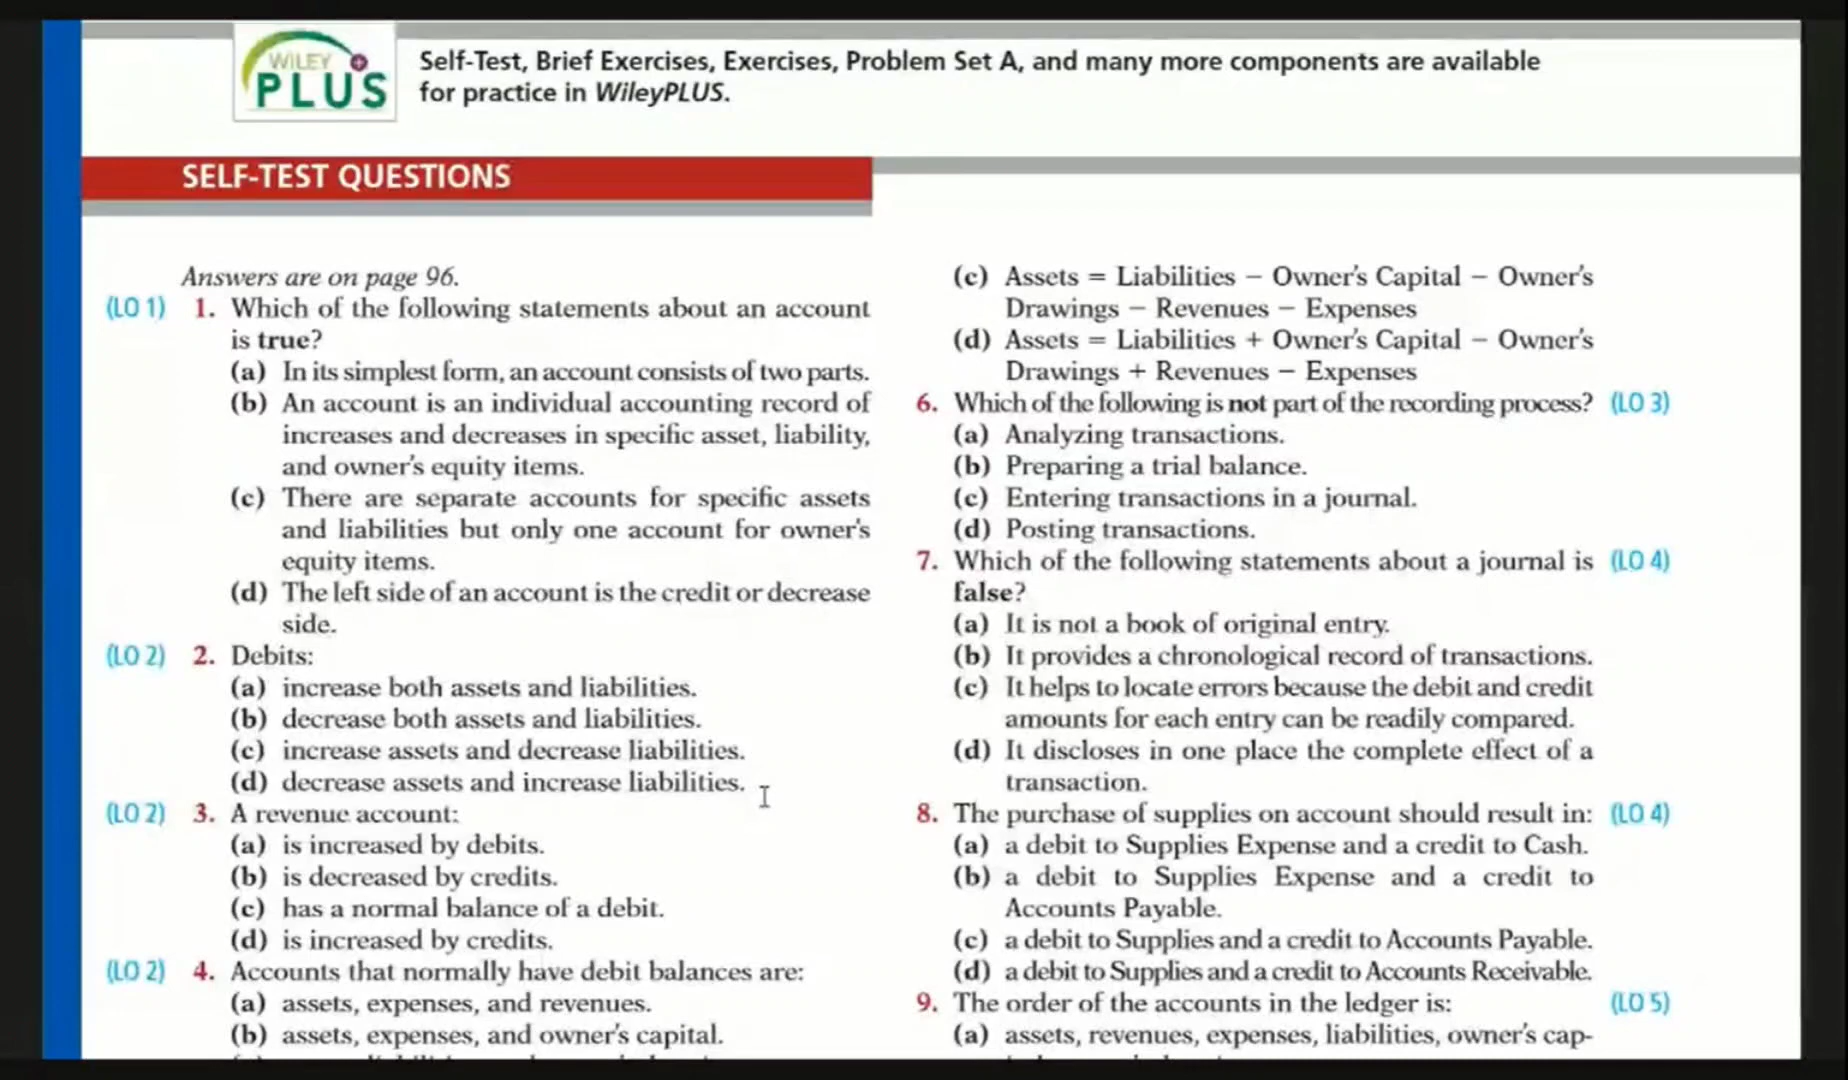 WILEY
PLUS
Self-Test, Brief Exercises, Exercises, Problem Set A, and many more components are available
for practice in WileyPLUS.
SELF-TEST QUESTIONS
Answers are on page 96.
(LO 1) 1. Which of the following statements about an account
is true?
(a) In its simplest form, an account consists of two parts.
(b) An account is an individual accounting record of
increases and decreases in specific asset, liability,
and owner's equity items.
(c) There are separate accounts for specific assets
and liabilities but only one account for owner's
equity items.
(d) The left side of an account is the credit or decrease
side.
(LO 2) 2. Debits:
(a) increase both assets and liabilities.
(b) decrease both assets and liabilities.
(c) increase assets and decrease liabilities.
(d) decrease assets and increase liabilities.
(LO 2) 3. A revenue account:
(a) is increased by debits.
(b) is decreased by credits.
(c) has a normal balance of a debit.
(d) is increased by credits.
(LO 2) 4. Accounts that normally have debit balances are:
(a) assets, expenses, and revenues.
(b) assets, expenses, and owner's capital.
(c) Assets = Liabilities − Owner's Capital − Owner's
Drawings − Revenues − Expenses
(d) Assets = Liabilities + Owner's Capital − Owner's
Drawings + Revenues − Expenses
6. Which of the following is not part of the recording process? (LO 3)
(a) Analyzing transactions.
(b) Preparing a trial balance.
(c) Entering transactions in a journal.
(d) Posting transactions.
7. Which of the following statements about a journal is (LO 4)
false?
(a) It is not a book of original entry.
(b) It provides a chronological record of transactions.
(c) It helps to locate errors because the debit and credit
amounts for each entry can be readily compared.
(d) It discloses in one place the complete effect of a
transaction.
8. The purchase of supplies on account should result in: (LO 4)
(a) a debit to Supplies Expense and a credit to Cash.
(b) a debit to Supplies Expense and a credit to
Accounts Payable.
(c) a debit to Supplies and a credit to Accounts Payable.
(d) a debit to Supplies and a credit to Accounts Receivable.
9. The order of the accounts in the ledger is: (LO 5)
(a) assets, revenues, expenses, liabilities, owner's cap-